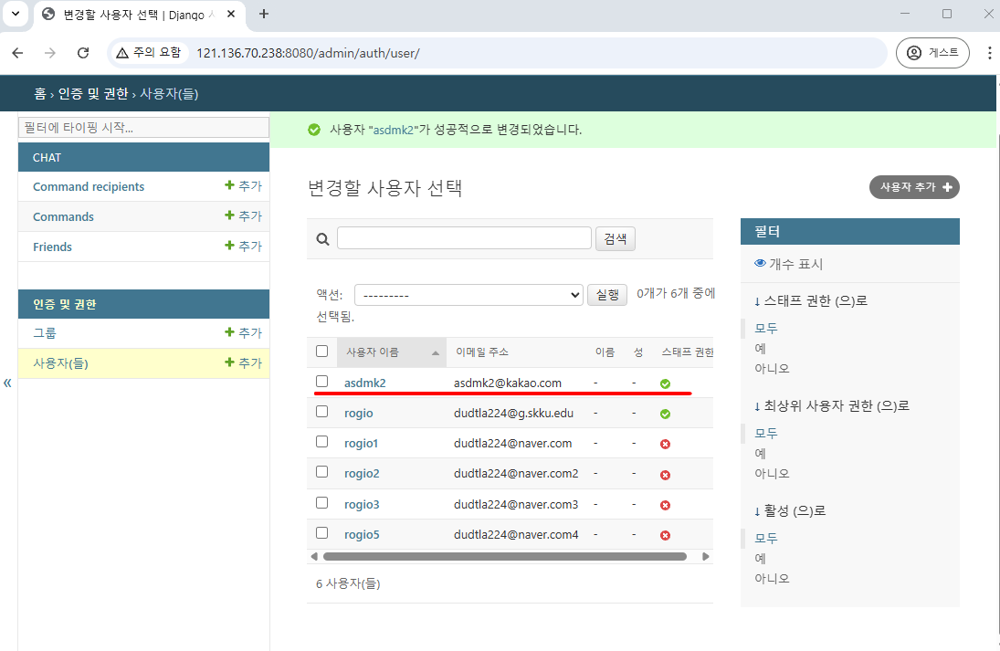 변경할 사용자 선택 | Django 사
주의 요함
121.136.70.238:8080/admin/auth/user/
게스트
홈 › 인증 및 권한 › 사용자(들)
필터에 타이핑 시작...
CHAT
Command recipients
추가
Commands
추가
Friends
추가
인증 및 권한
그룹
추가
사용자(들)
추가
«
사용자 "asdmk2"가 성공적으로 변경되었습니다.
변경할 사용자 선택
사용자 추가
검색
액션:
---------
실행
0개가 6개 중에
선택됨.
사용자 이름 이메일 주소 이름 성 스태프 권한
asdmk2 asdmk2@kakao.com - -
rogio dudtla224@g.skku.edu - -
rogio1 dudtla224@naver.com - -
rogio2 dudtla224@naver.com2 - -
rogio3 dudtla224@naver.com3 - -
rogio5 dudtla224@naver.com4 - -
6 사용자(들)
필터
개수 표시
↓ 스태프 권한 (으)로
모두
예
아니오
↓ 최상위 사용자 권한 (으)로
모두
예
아니오
↓ 활성 (으)로
모두
예
아니오